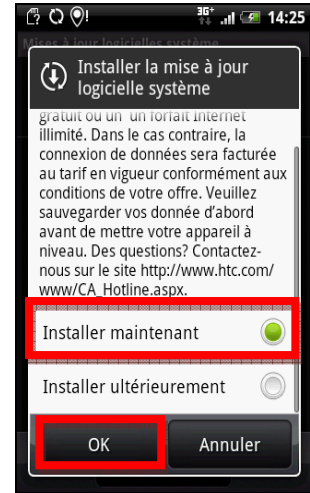 3G+ 14:25
Mises à jour logicielles système
Installer la mise à jour
logicielle système
gratuit ou un un forfait Internet
illimité. Dans le cas contraire, la
connexion de données sera facturée
au tarif en vigueur conformément aux
conditions de votre offre. Veuillez
sauvegarder vos donnée d'abord
avant de mettre votre appareil à
niveau. Des questions? Contactez-
nous sur le site http://www.htc.com/
www/CA_Hotline.aspx.
Installer maintenant
Installer ultérieurement
OK Annuler